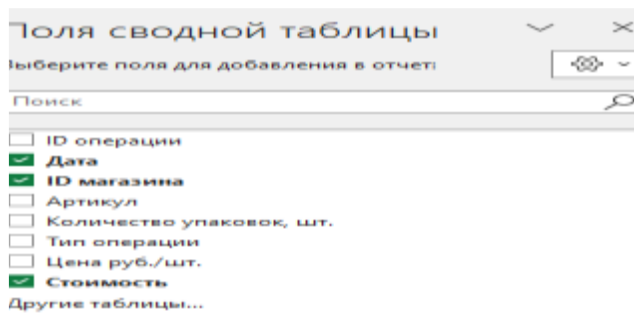 Поля сводной таблицы
Выберите поля для добавления в отчет:
Поиск
ID операции
Дата
ID магазина
Артикул
Количество упаковок, шт.
Тип операции
Цена руб./шт.
Стоимость
Другие таблицы...